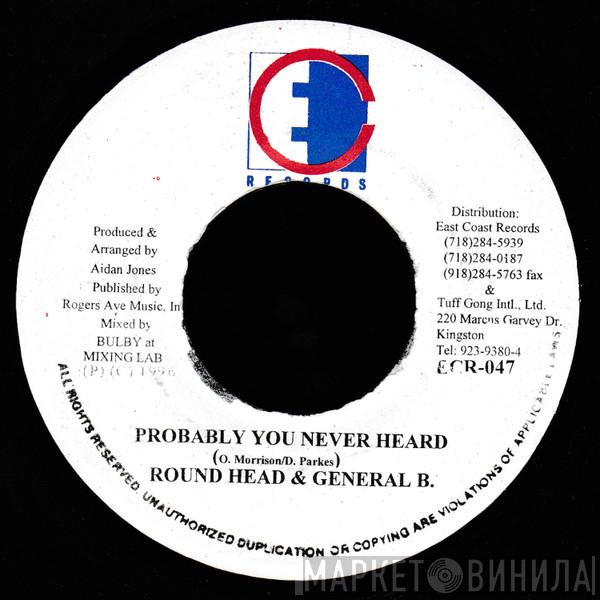 RECORDS
Produced &
Arranged by
Aidan Jones
Published by
Rogers Ave Music, In
Mixed by
BULBY at
MIXING LAB
(P) (C) 1996
Distribution:
East Coast Records
(718)284-5939
(718)284-0187
(918)284-5763 fax
&
Tuff Gong Intl., Ltd.
220 Marcus Garvey Dr.
Kingston
Tel: 923-9380-4
ECR-047
PROBABLY YOU NEVER HEARD
(O. Morrison/D. Parkes)
ROUND HEAD & GENERAL B.
ALL RIGHTS RESERVED. UNAUTHORIZED DUPLICATION OR COPYING ARE VIOLATIONS OF APPLICABLE LAWS
МАРКЕТ ВИНИЛА